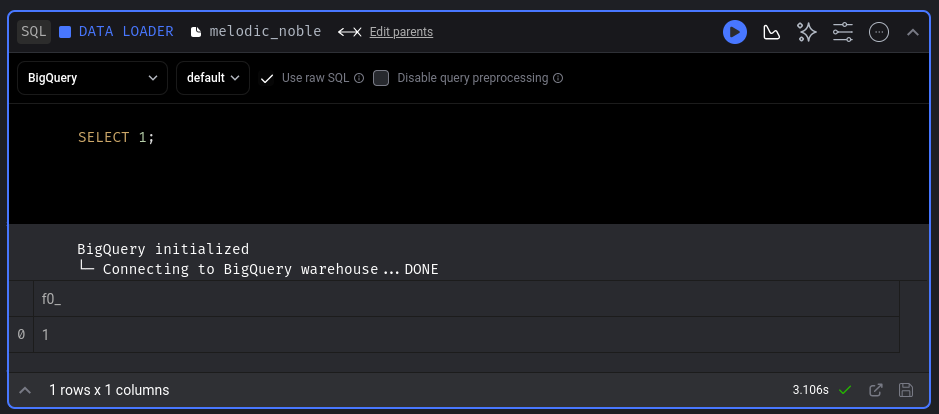 SQL DATA LOADER melodic_noble Edit parents
BigQuery default Use raw SQL Disable query preprocessing
SELECT 1;
BigQuery initialized
└─ Connecting to BigQuery warehouse...DONE
f0_
0 1
1 rows x 1 columns 3.106s